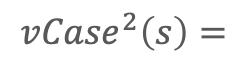 vCase²(s) =